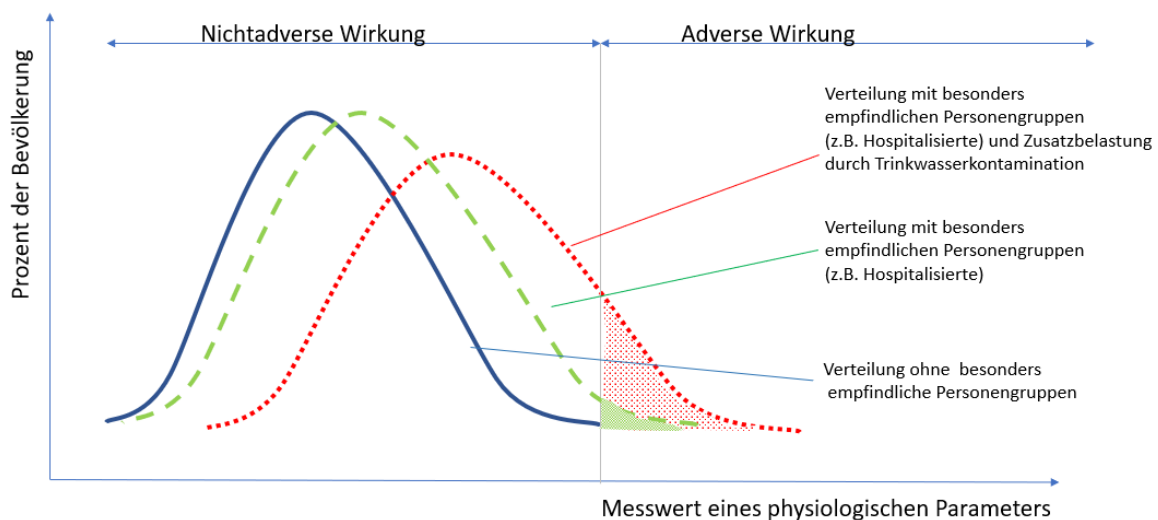 Nichtadverse Wirkung
Adverse Wirkung
Prozent der Bevölkerung
Verteilung mit besonders
empfindlichen Personengruppen
(z.B. Hospitalisierte) und Zusatzbelastung
durch Trinkwasserkontamination
Verteilung mit besonders
empfindlichen Personengruppen
(z.B. Hospitalisierte)
Verteilung ohne besonders
empfindliche Personengruppen
Messwert eines physiologischen Parameters